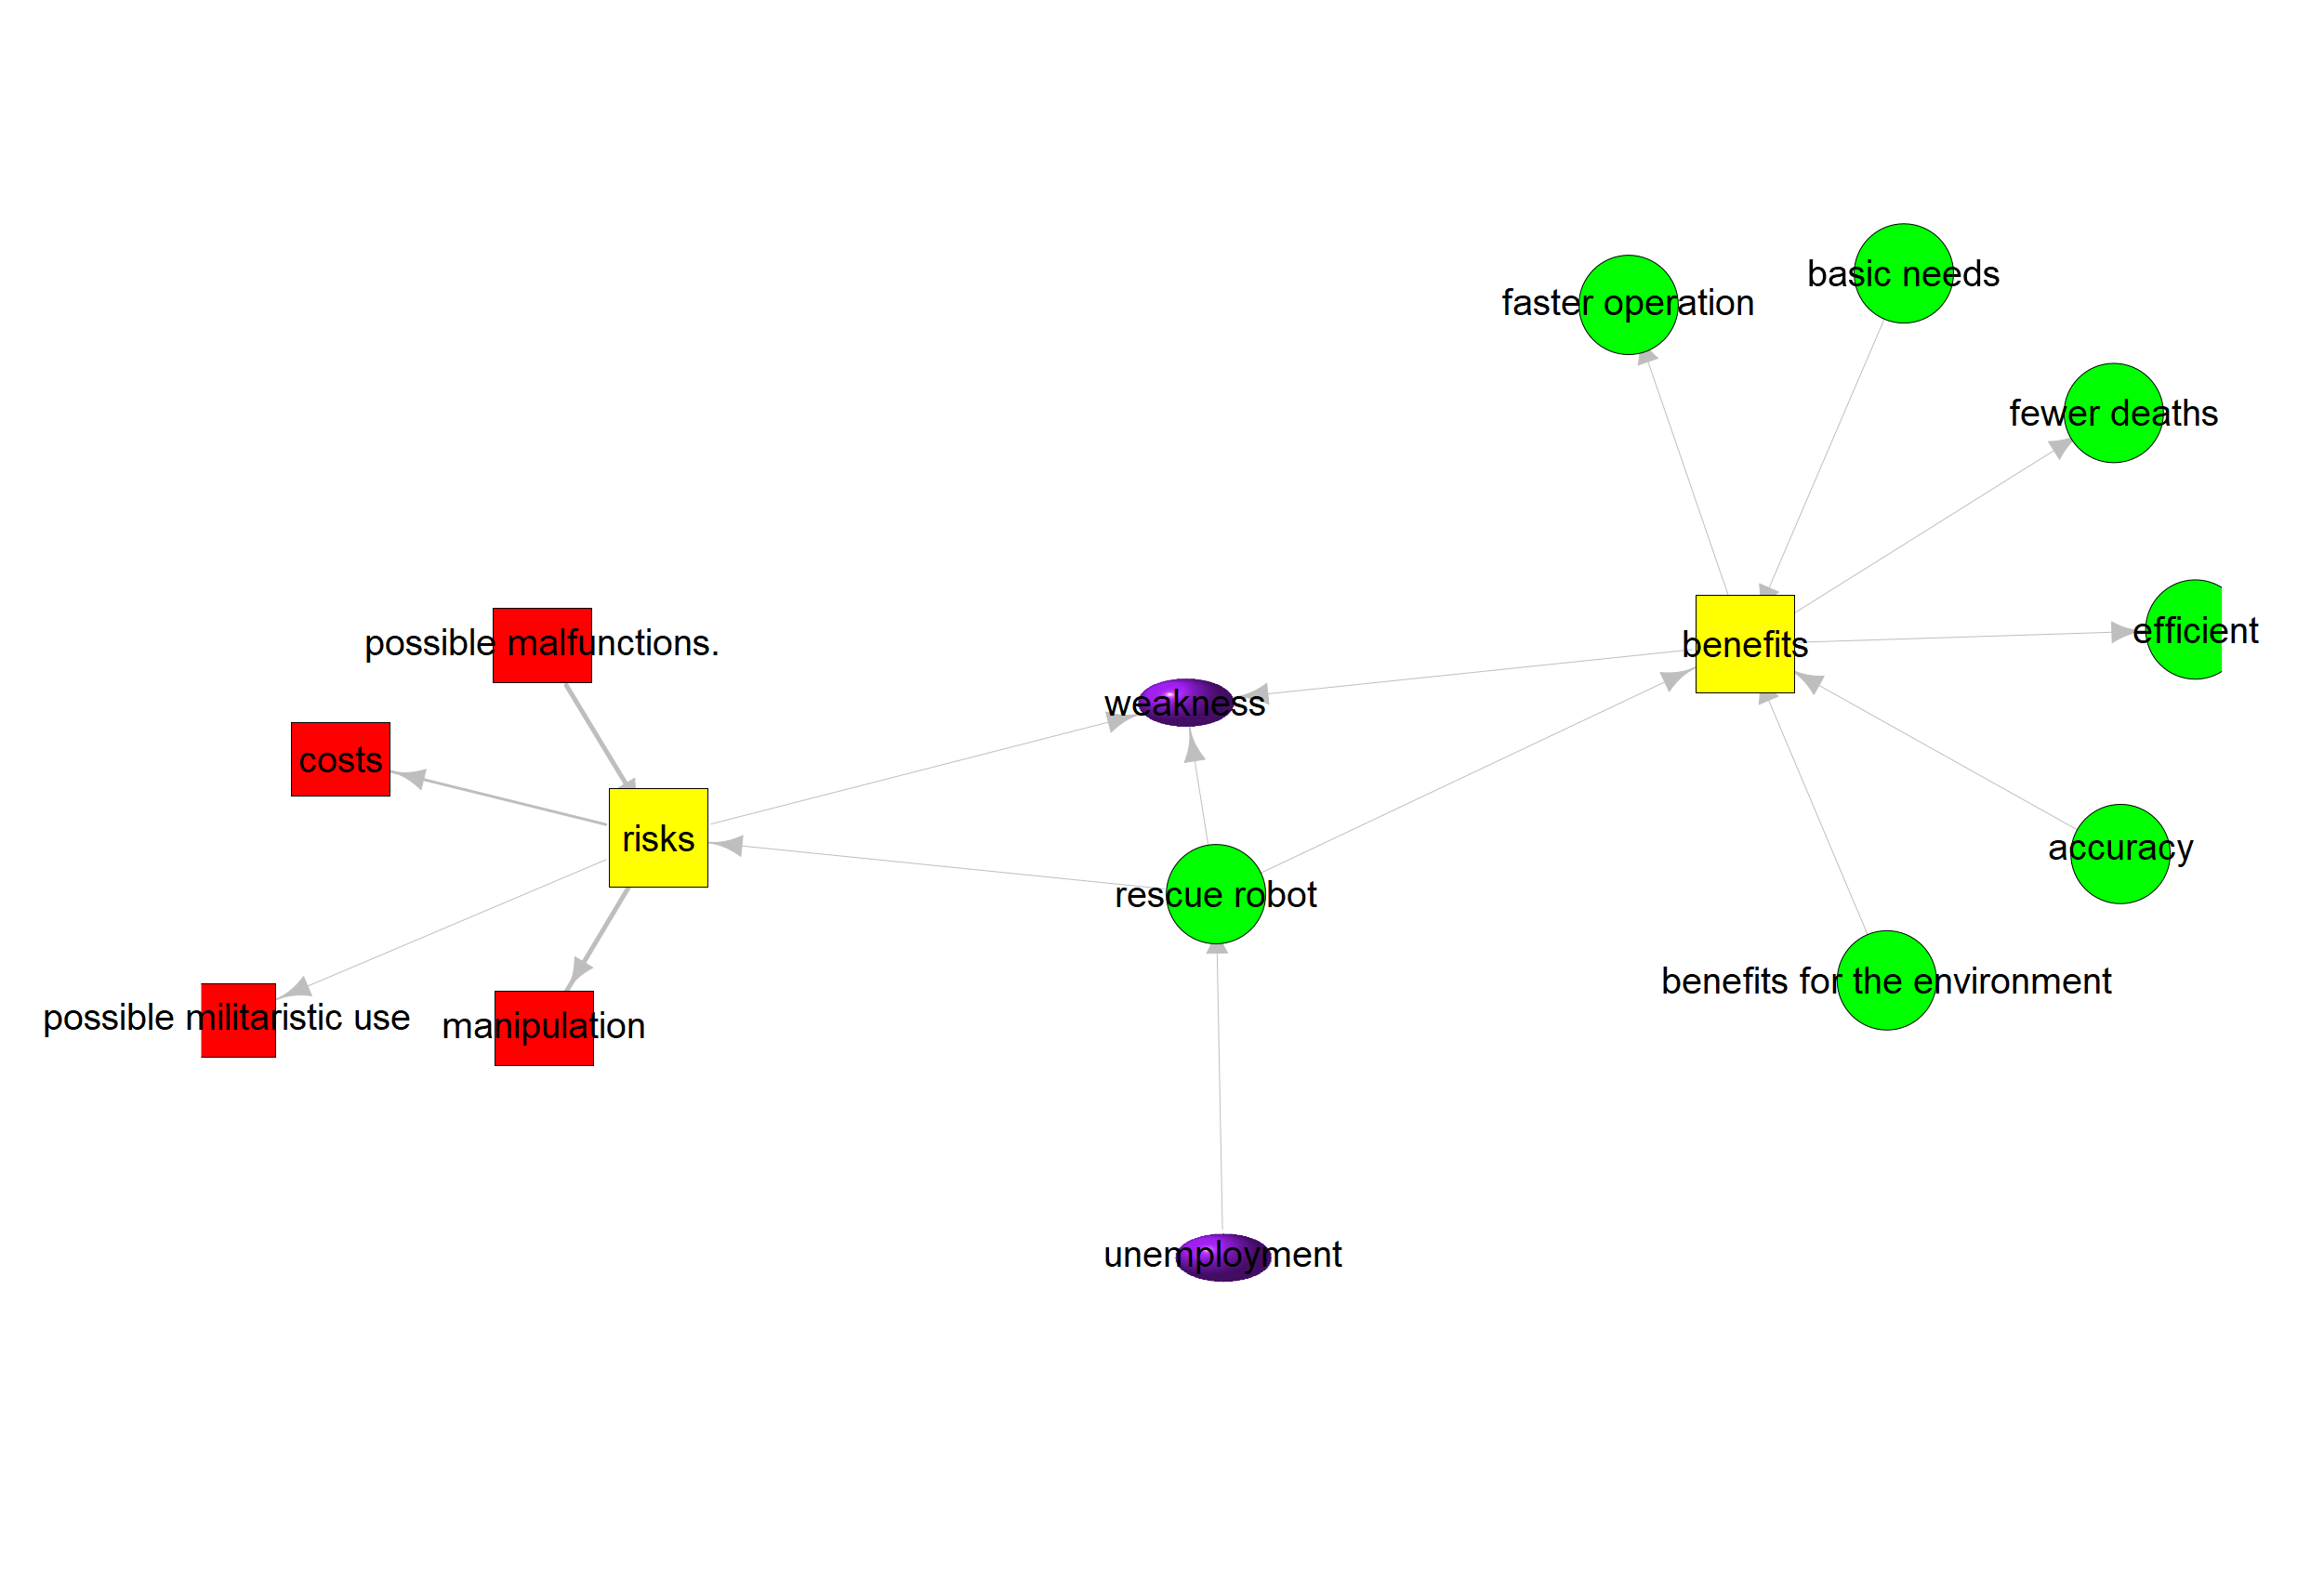 basic needs
faster operation
fewer deaths
efficient
possible malfunctions.
benefits
weakness
costs
risks
accuracy
rescue robot
benefits for the environment
possible militaristic use
manipulation
unemployment